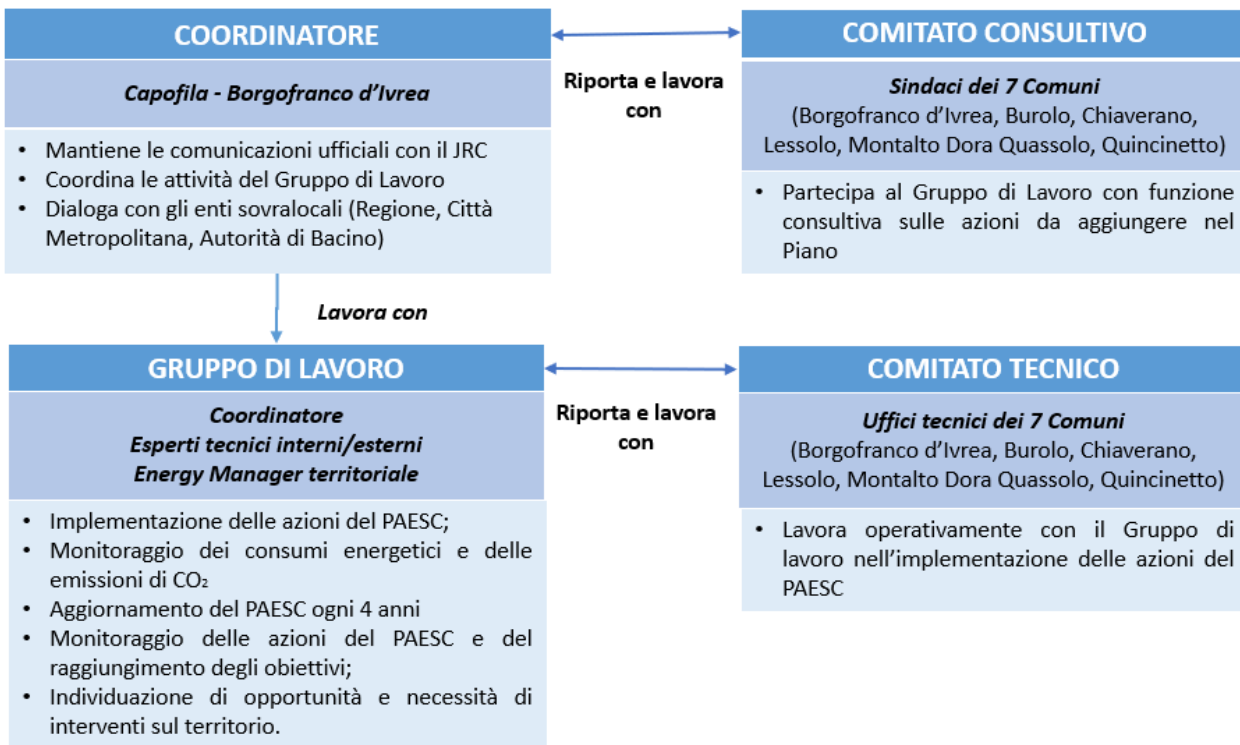 COORDINATORE
Capofila - Borgofranco d'Ivrea
• Mantiene le comunicazioni ufficiali con il JRC
• Coordina le attività del Gruppo di Lavoro
• Dialoga con gli enti sovralocali (Regione, Città
Metropolitana, Autorità di Bacino)
Riporta e lavora
con
COMITATO CONSULTIVO
Sindaci dei 7 Comuni
(Borgofranco d'Ivrea, Burolo, Chiaverano,
Lessolo, Montalto Dora Quassolo, Quincinetto)
• Partecipa al Gruppo di Lavoro con funzione
consultiva sulle azioni da aggiungere nel
Piano
Lavora con
GRUPPO DI LAVORO
Coordinatore
Esperti tecnici interni/esterni
Energy Manager territoriale
• Implementazione delle azioni del PAESC;
• Monitoraggio dei consumi energetici e delle
emissioni di CO₂
• Aggiornamento del PAESC ogni 4 anni
• Monitoraggio delle azioni del PAESC e del
raggiungimento degli obiettivi;
• Individuazione di opportunità e necessità di
interventi sul territorio.
Riporta e lavora
con
COMITATO TECNICO
Uffici tecnici dei 7 Comuni
(Borgofranco d'Ivrea, Burolo, Chiaverano,
Lessolo, Montalto Dora Quassolo, Quincinetto)
• Lavora operativamente con il Gruppo di
lavoro nell'implementazione delle azioni del
PAESC